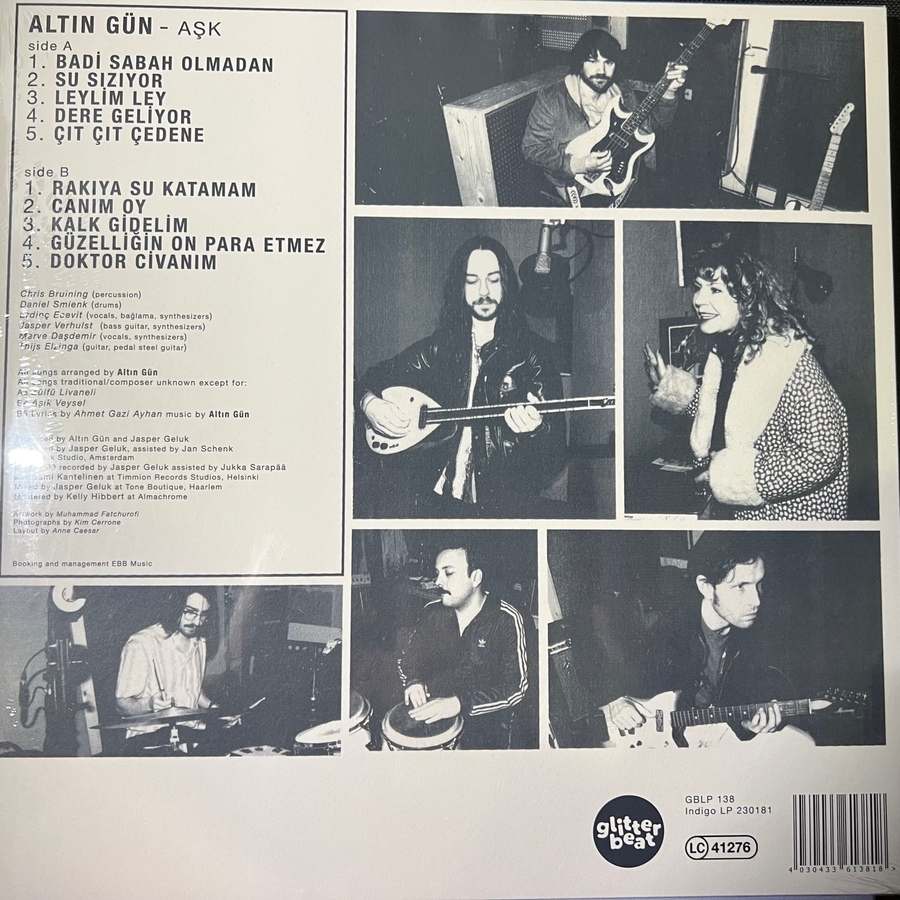 ALTIN GÜN - AŞK
side A
1. BADİ SABAH OLMADAN
2. SU SIZIYOR
3. LEYLİM LEY
4. DERE GELİYOR
5. ÇIT ÇIT ÇEDENE
side B
1. RAKIYA SU KATAMAM
2. CANIM OY
3. KALK GİDELİM
4. GÜZELLİĞİN ON PARA ETMEZ
5. DOKTOR CİVANIM
Chris Bruining (percussion)
Daniel Smienk (drums)
Erdinç Ecevit (vocals, bağlama, synthesizers)
Jasper Verhulst (bass guitar, synthesizers)
Merve Daşdemir (vocals, synthesizers)
Thijs Elzinga (guitar, pedal steel guitar)
All songs arranged by Altın Gün
All songs traditional/composer unknown except for:
Zülfü Livaneli
Aşık Veysel
Lyrics by Ahmet Gazi Ayhan music by Altın Gün
by Altın Gün and Jasper Geluk
by Jasper Geluk, assisted by Jan Schenk
Studio, Amsterdam
recorded by Jasper Geluk assisted by Jukka Sarapää
Kantelinen at Timmion Records Studios, Helsinki
Mixed by Jasper Geluk at Tone Boutique, Haarlem
Mastered by Kelly Hibbert at Almachrome
Artwork by Muhammad Fatchurofi
Photographs by Kim Cerrone
Layout by Anne Caesar
Booking and management EBB Music
glitter
beat
GBLP 138
Indigo LP 230181
LC 41276
4 030433 613818 >